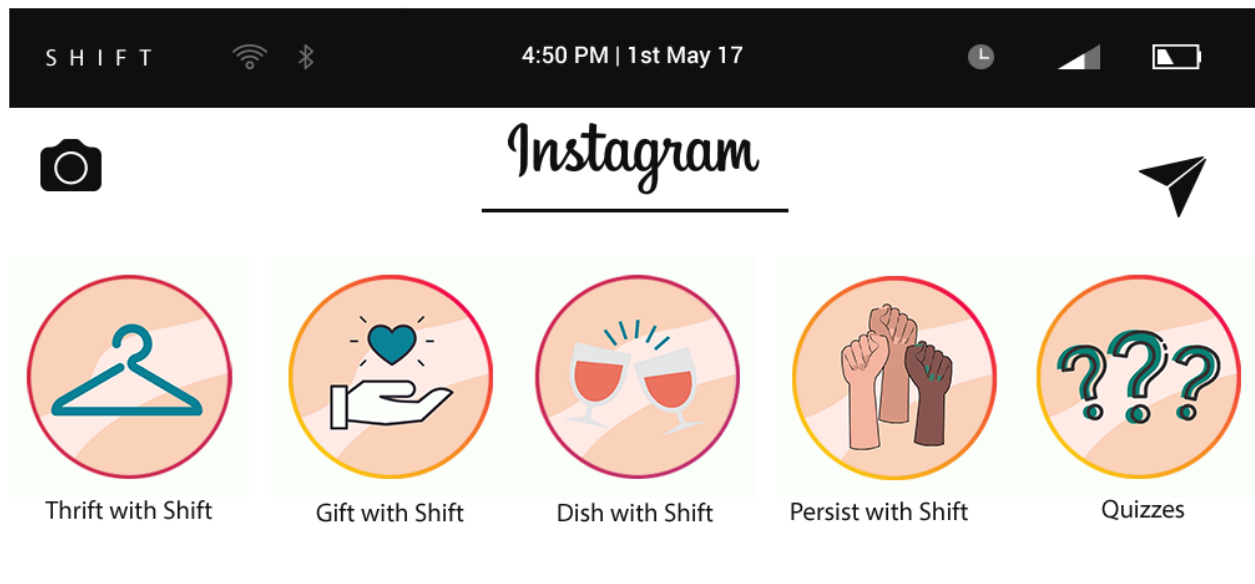 SHIFT
4:50 PM | 1st May 17
Instagram
Thrift with Shift
Gift with Shift
Dish with Shift
Persist with Shift
???
Quizzes